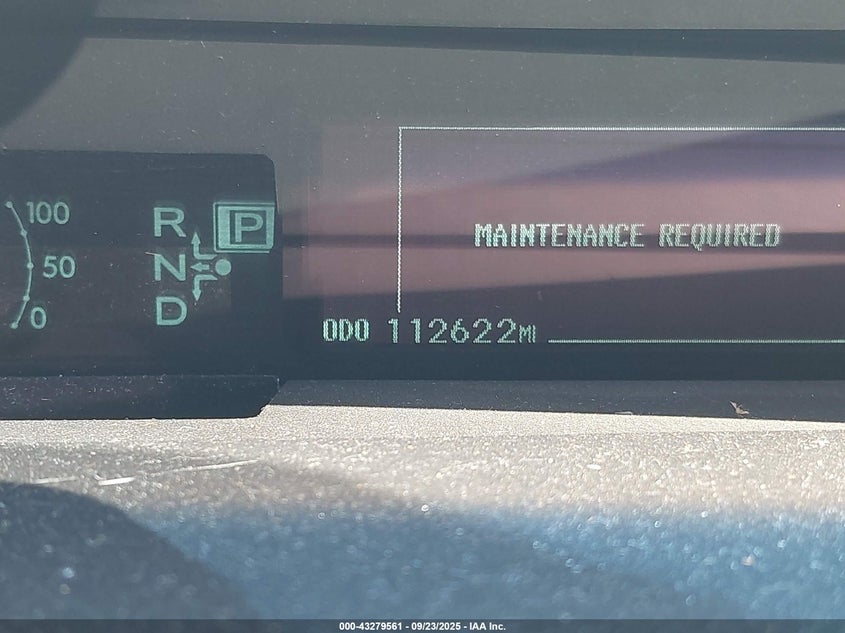 100
50
0
R
P
N
D
MAINTENANCE REQUIRED
ODO 112622MI
000-43279561 - 09/23/2025 - IAA Inc.